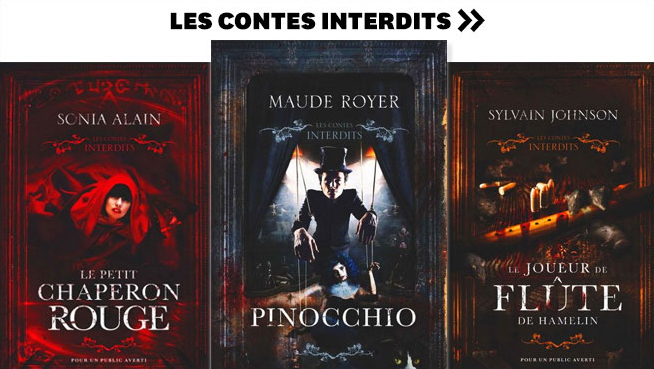 LES CONTES INTERDITS
SONIA ALAIN
LES CONTES
INTERDITS
LE PETIT
CHAPERON
ROUGE
POUR UN PUBLIC AVERTI
MAUDE ROYER
LES CONTES
INTERDITS
PINOCCHIO
SYLVAIN JOHNSON
LES CONTES
INTERDITS
LE JOUEUR DE
FLÛTE
DE HAMELIN
POUR UN PUBLIC AVERTI